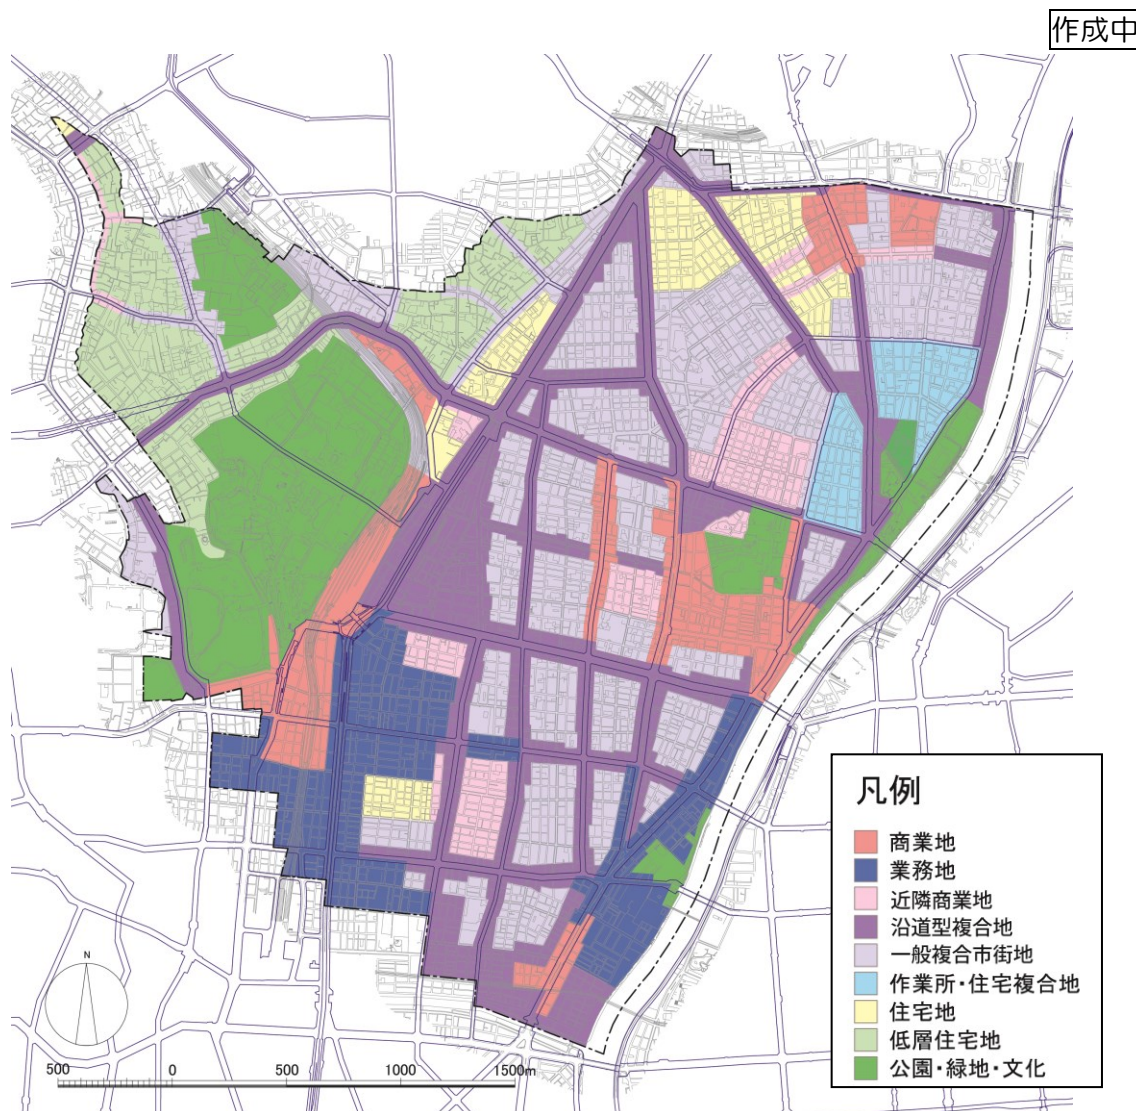 作成中
凡例
商業地
業務地
近隣商業地
沿道型複合地
一般複合市街地
作業所・住宅複合地
住宅地
低層住宅地
公園・緑地・文化
N
500 0 500 1000 1500m